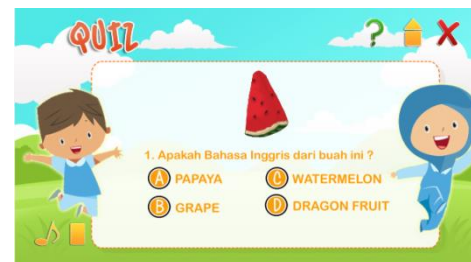 QUIZ
?
X
1. Apakah Bahasa Inggris dari buah ini ?
A PAPAYA
C WATERMELON
B GRAPE
D DRAGON FRUIT